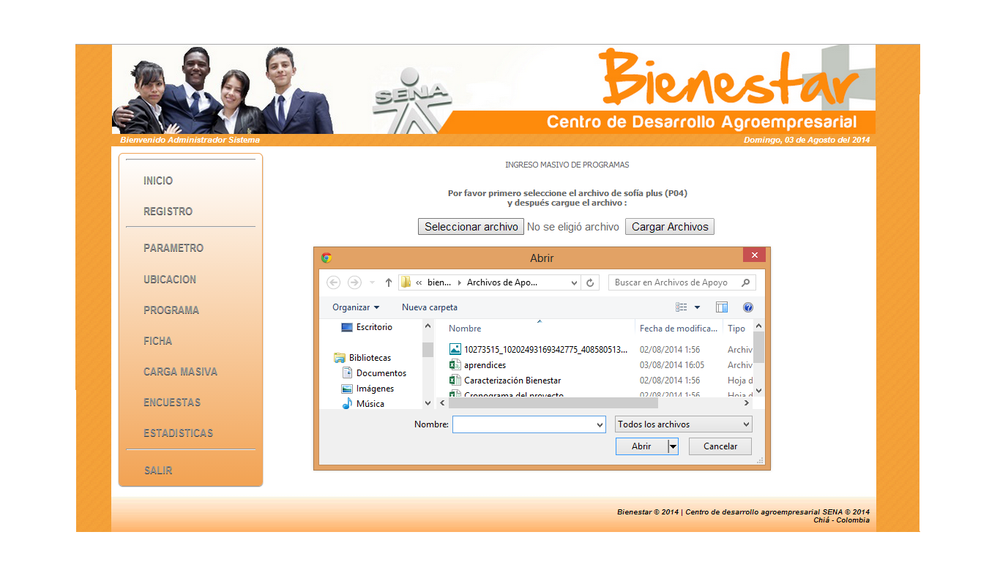 SENA
Bienestar
Centro de Desarrollo Agroempresarial
Bienvenido Administrador Sistema
Domingo, 03 de Agosto del 2014
INICIO
REGISTRO
PARAMETRO
UBICACION
PROGRAMA
FICHA
CARGA MASIVA
ENCUESTAS
ESTADISTICAS
SALIR
INGRESO MASIVO DE PROGRAMAS
Por favor primero seleccione el archivo de sofía plus (P04)
y después cargue el archivo :
Seleccionar archivo No se eligió archivo Cargar Archivos
Abrir
« bien... Archivos de Apo... Buscar en Archivos de Apoyo
Organizar Nueva carpeta
Escritorio
Bibliotecas
Documentos
Imágenes
Música
Nombre Fecha de modifica... Tipo
10273515_10202493169342775_408580513... 02/08/2014 1:56 Archiv
aprendices 03/08/2014 16:05 Archiv
Caracterización Bienestar 02/08/2014 1:56 Hoja d
Cronograma del proyecto 02/08/2014 1:56 Hoja d
Nombre: Todos los archivos
Abrir Cancelar
Bienestar © 2014 | Centro de desarrollo agroempresarial SENA © 2014
Chiá - Colombia